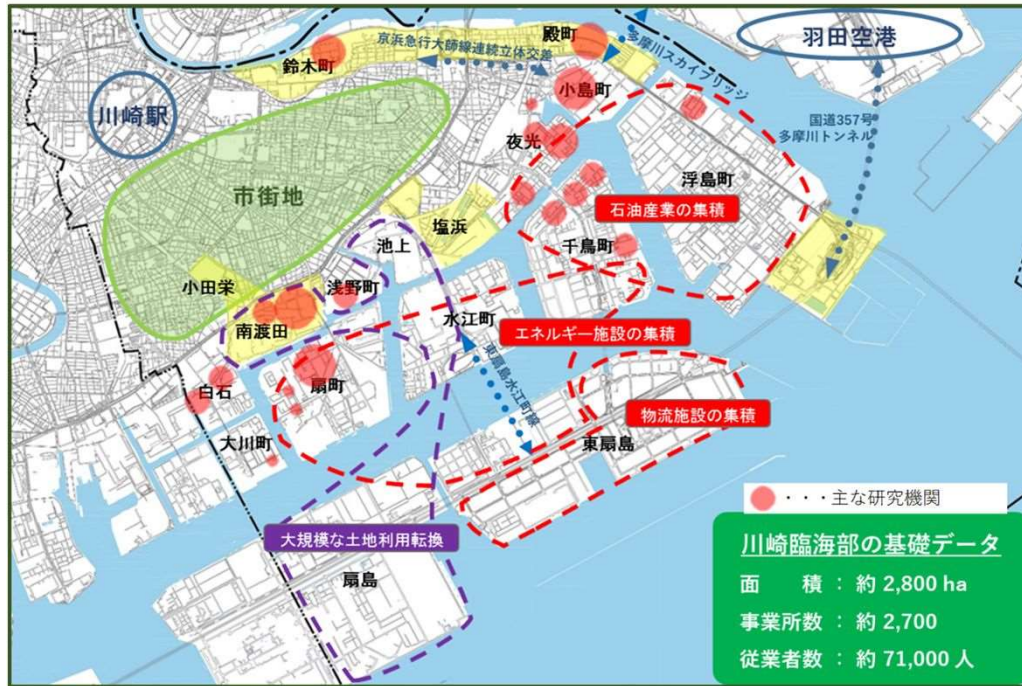 殿町
京浜急行大師線連続立体交差
多摩川スカイブリッジ
羽田空港
鈴木町
川崎駅
小島町
国道357号
多摩川トンネル
夜光
浮島町
市街地
石油産業の集積
塩浜
池上
千鳥町
小田栄
浅野町
南渡田
水江町
エネルギー施設の集積
東扇島水江町線
白石
扇町
物流施設の集積
大川町
東扇島
・・・主な研究機関
大規模な土地利用転換
扇島
川崎臨海部の基礎データ
面　積 ： 約 2,800 ha
事業所数 ： 約 2,700
従業者数 ： 約 71,000 人